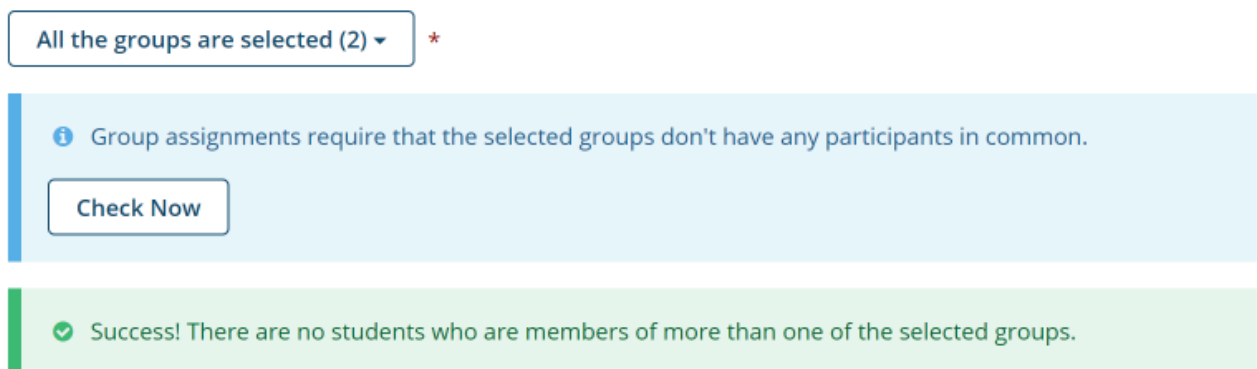 All the groups are selected (2) *
Group assignments require that the selected groups don't have any participants in common.
Check Now
Success! There are no students who are members of more than one of the selected groups.